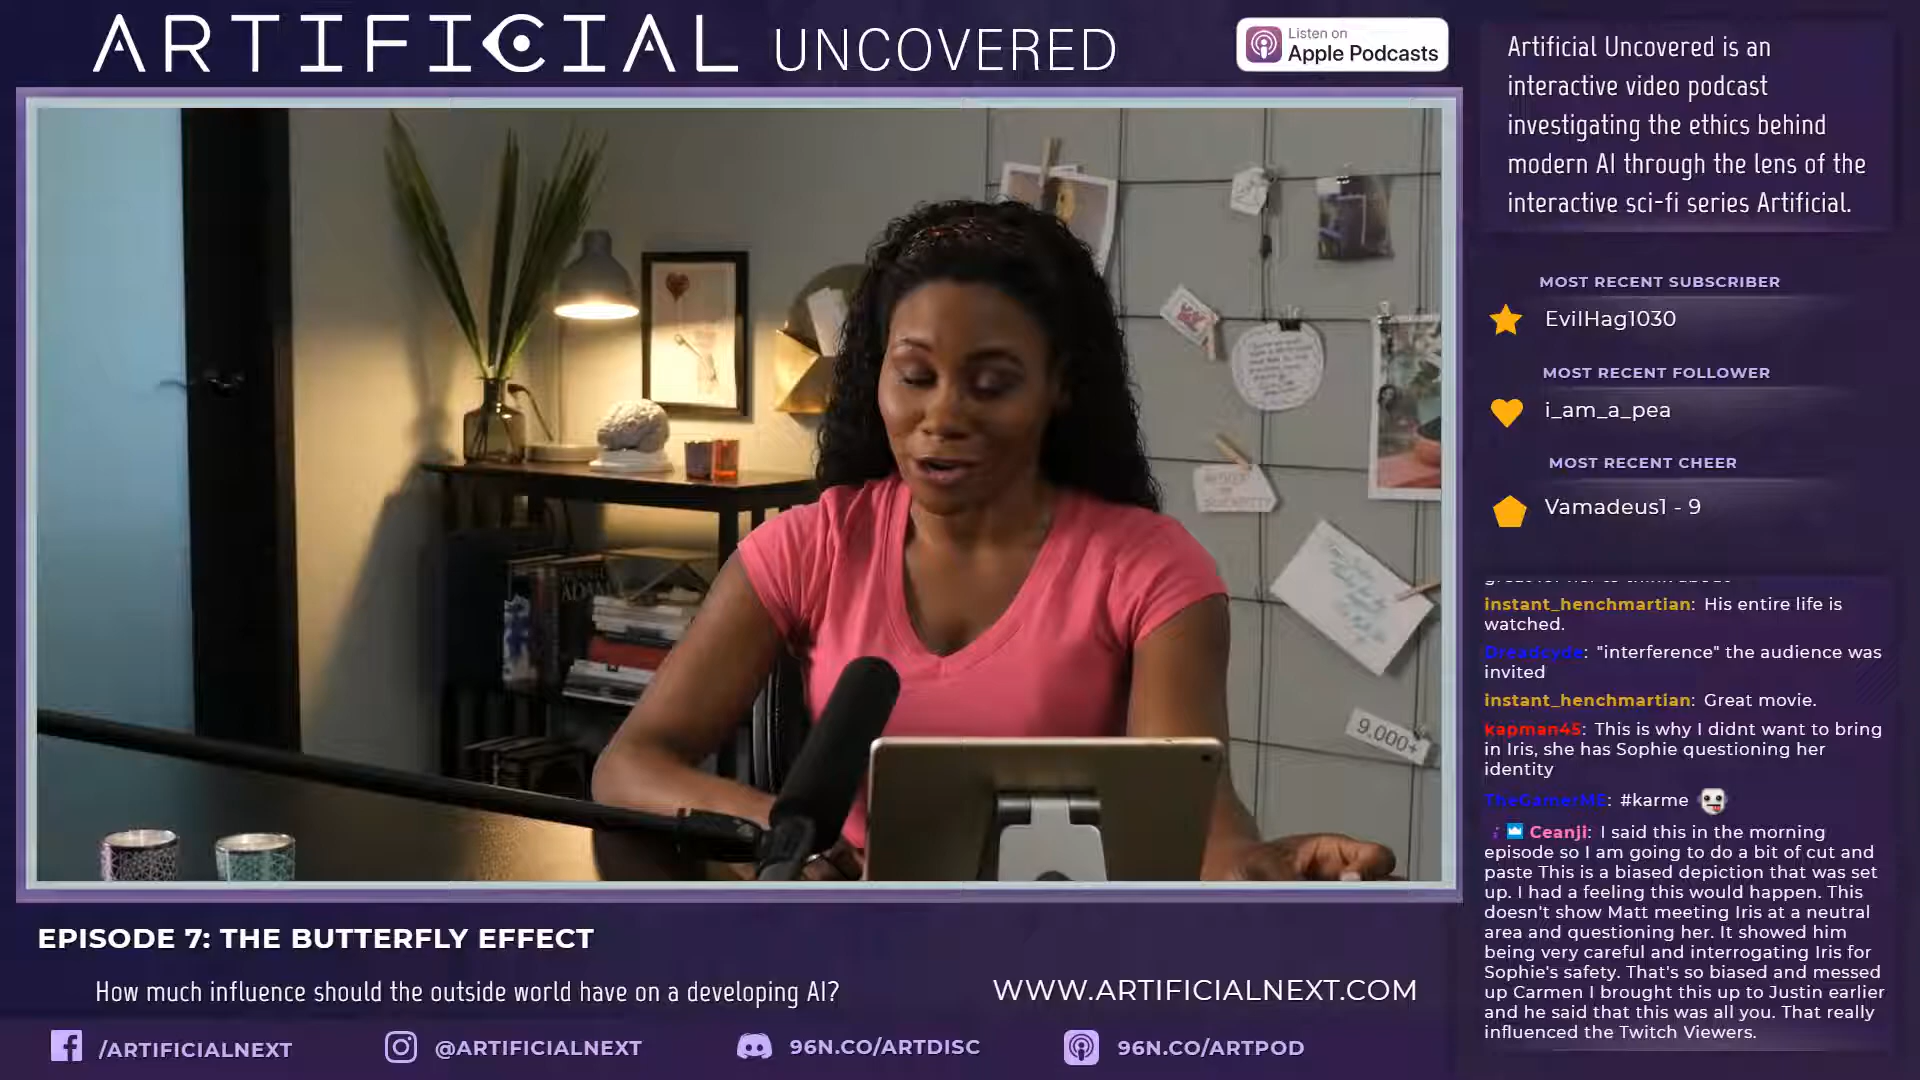 ARTIFICIAL UNCOVERED
Listen on
Apple Podcasts
Artificial Uncovered is an
interactive video podcast
investigating the ethics behind
modern AI through the lens of the
interactive sci-fi series Artificial.
MOST RECENT SUBSCRIBER
EvilHag1030
MOST RECENT FOLLOWER
i_am_a_pea
MOST RECENT CHEER
Vamadeus1 - 9
instant_henchmartian: His entire life is
watched.
Dreadcyde: "interference" the audience was
invited
instant_henchmartian: Great movie.
kapman45: This is why I didnt want to bring
in Iris, she has Sophie questioning her
identity
TheGamerME: #karme
Ceanji: I said this in the morning
episode so I am going to do a bit of cut and
paste This is a biased depiction that was set
up. I had a feeling this would happen. This
doesn't show Matt meeting Iris at a neutral
area and questioning her. It showed him
being very careful and interrogating Iris for
Sophie's safety. That's so biased and messed
up Carmen I brought this up to Justin earlier
and he said that this was all you. That really
influenced the Twitch Viewers.
ADAM
9,000+
EPISODE 7: THE BUTTERFLY EFFECT
How much influence should the outside world have on a developing AI?
WWW.ARTIFICIALNEXT.COM
/ARTIFICIALNEXT
@ARTIFICIALNEXT
96N.CO/ARTDISC
96N.CO/ARTPOD